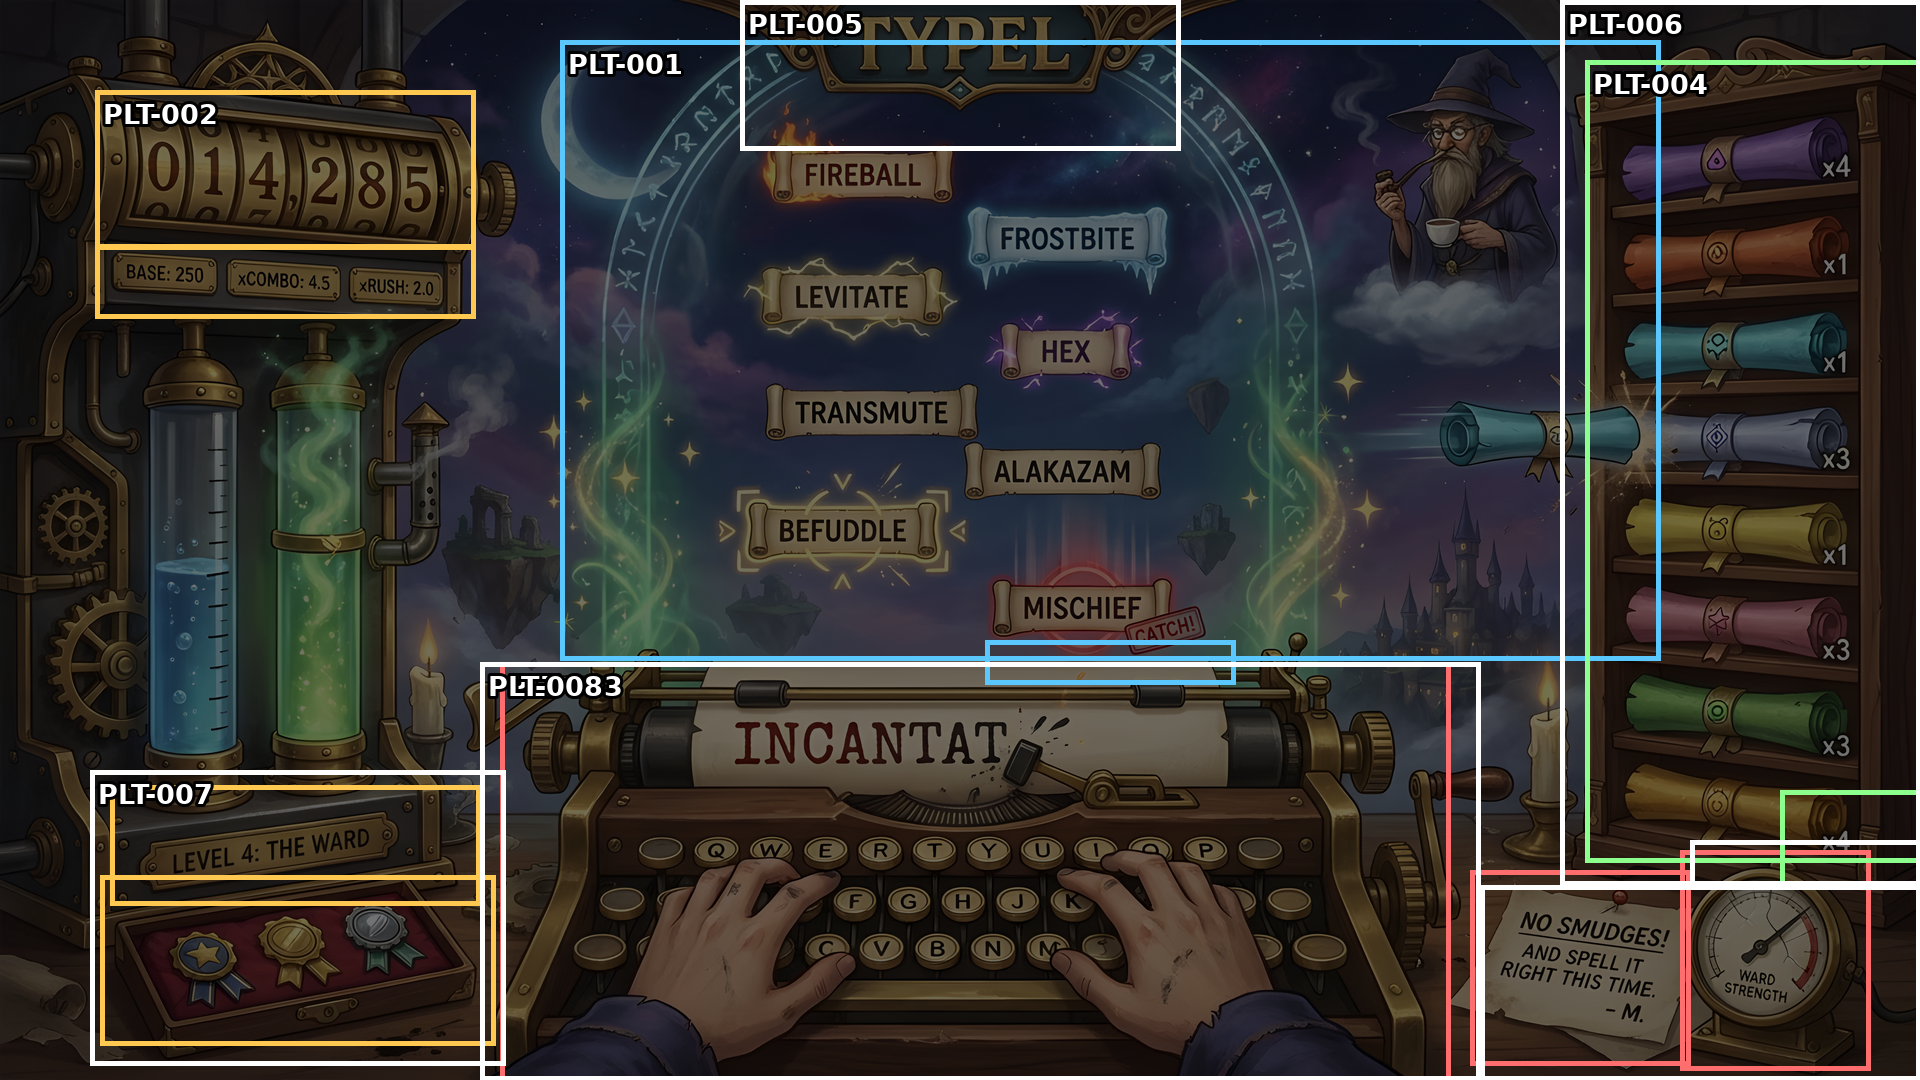 PLT-005
TYPEL
PLT-006
PLT-001
PLT-004
PLT-002
014,285
BASE: 250
xCOMBO: 4.5
xRUSH: 2.0
FIREBALL
FROSTBITE
LEVITATE
HEX
TRANSMUTE
ALAKAZAM
BEFUDDLE
MISCHIEF
CATCH!
x4
x1
x1
x3
x1
x3
x3
x4
INCANTAT
Q W E R T Y U I O P
F G H J K
C V B N M
PLT-007
LEVEL 4: THE WARD
NO SMUDGES!
AND SPELL IT
RIGHT THIS TIME.
– M.
WARD
STRENGTH